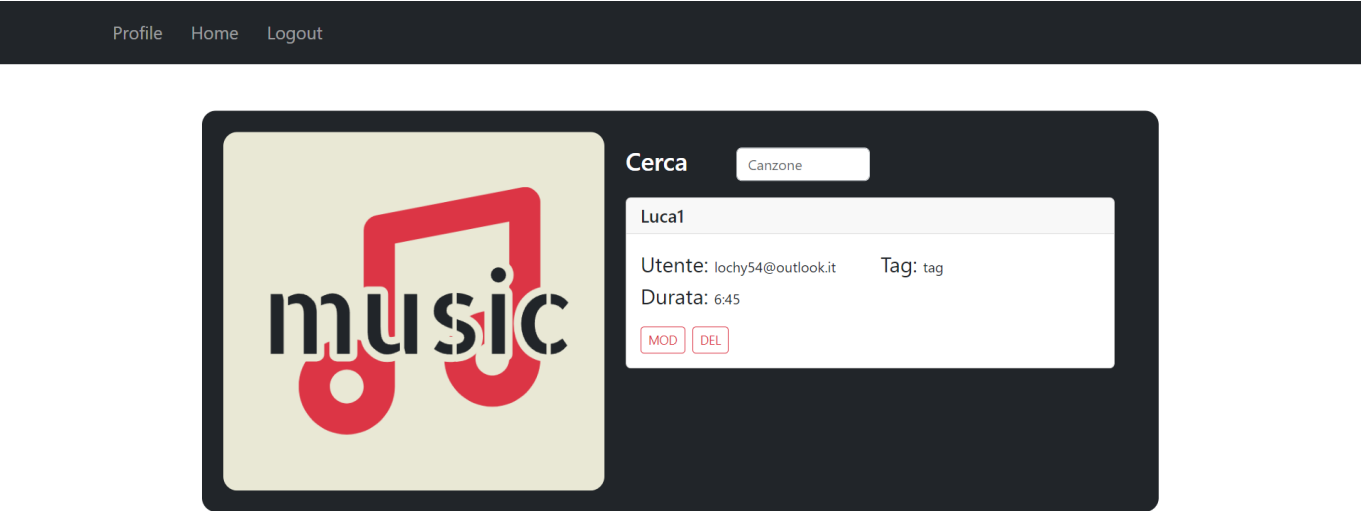 Profile Home Logout
music
Cerca Canzone
Luca1
Utente: lochy54@outlook.it Tag: tag
Durata: 6:45
MOD DEL